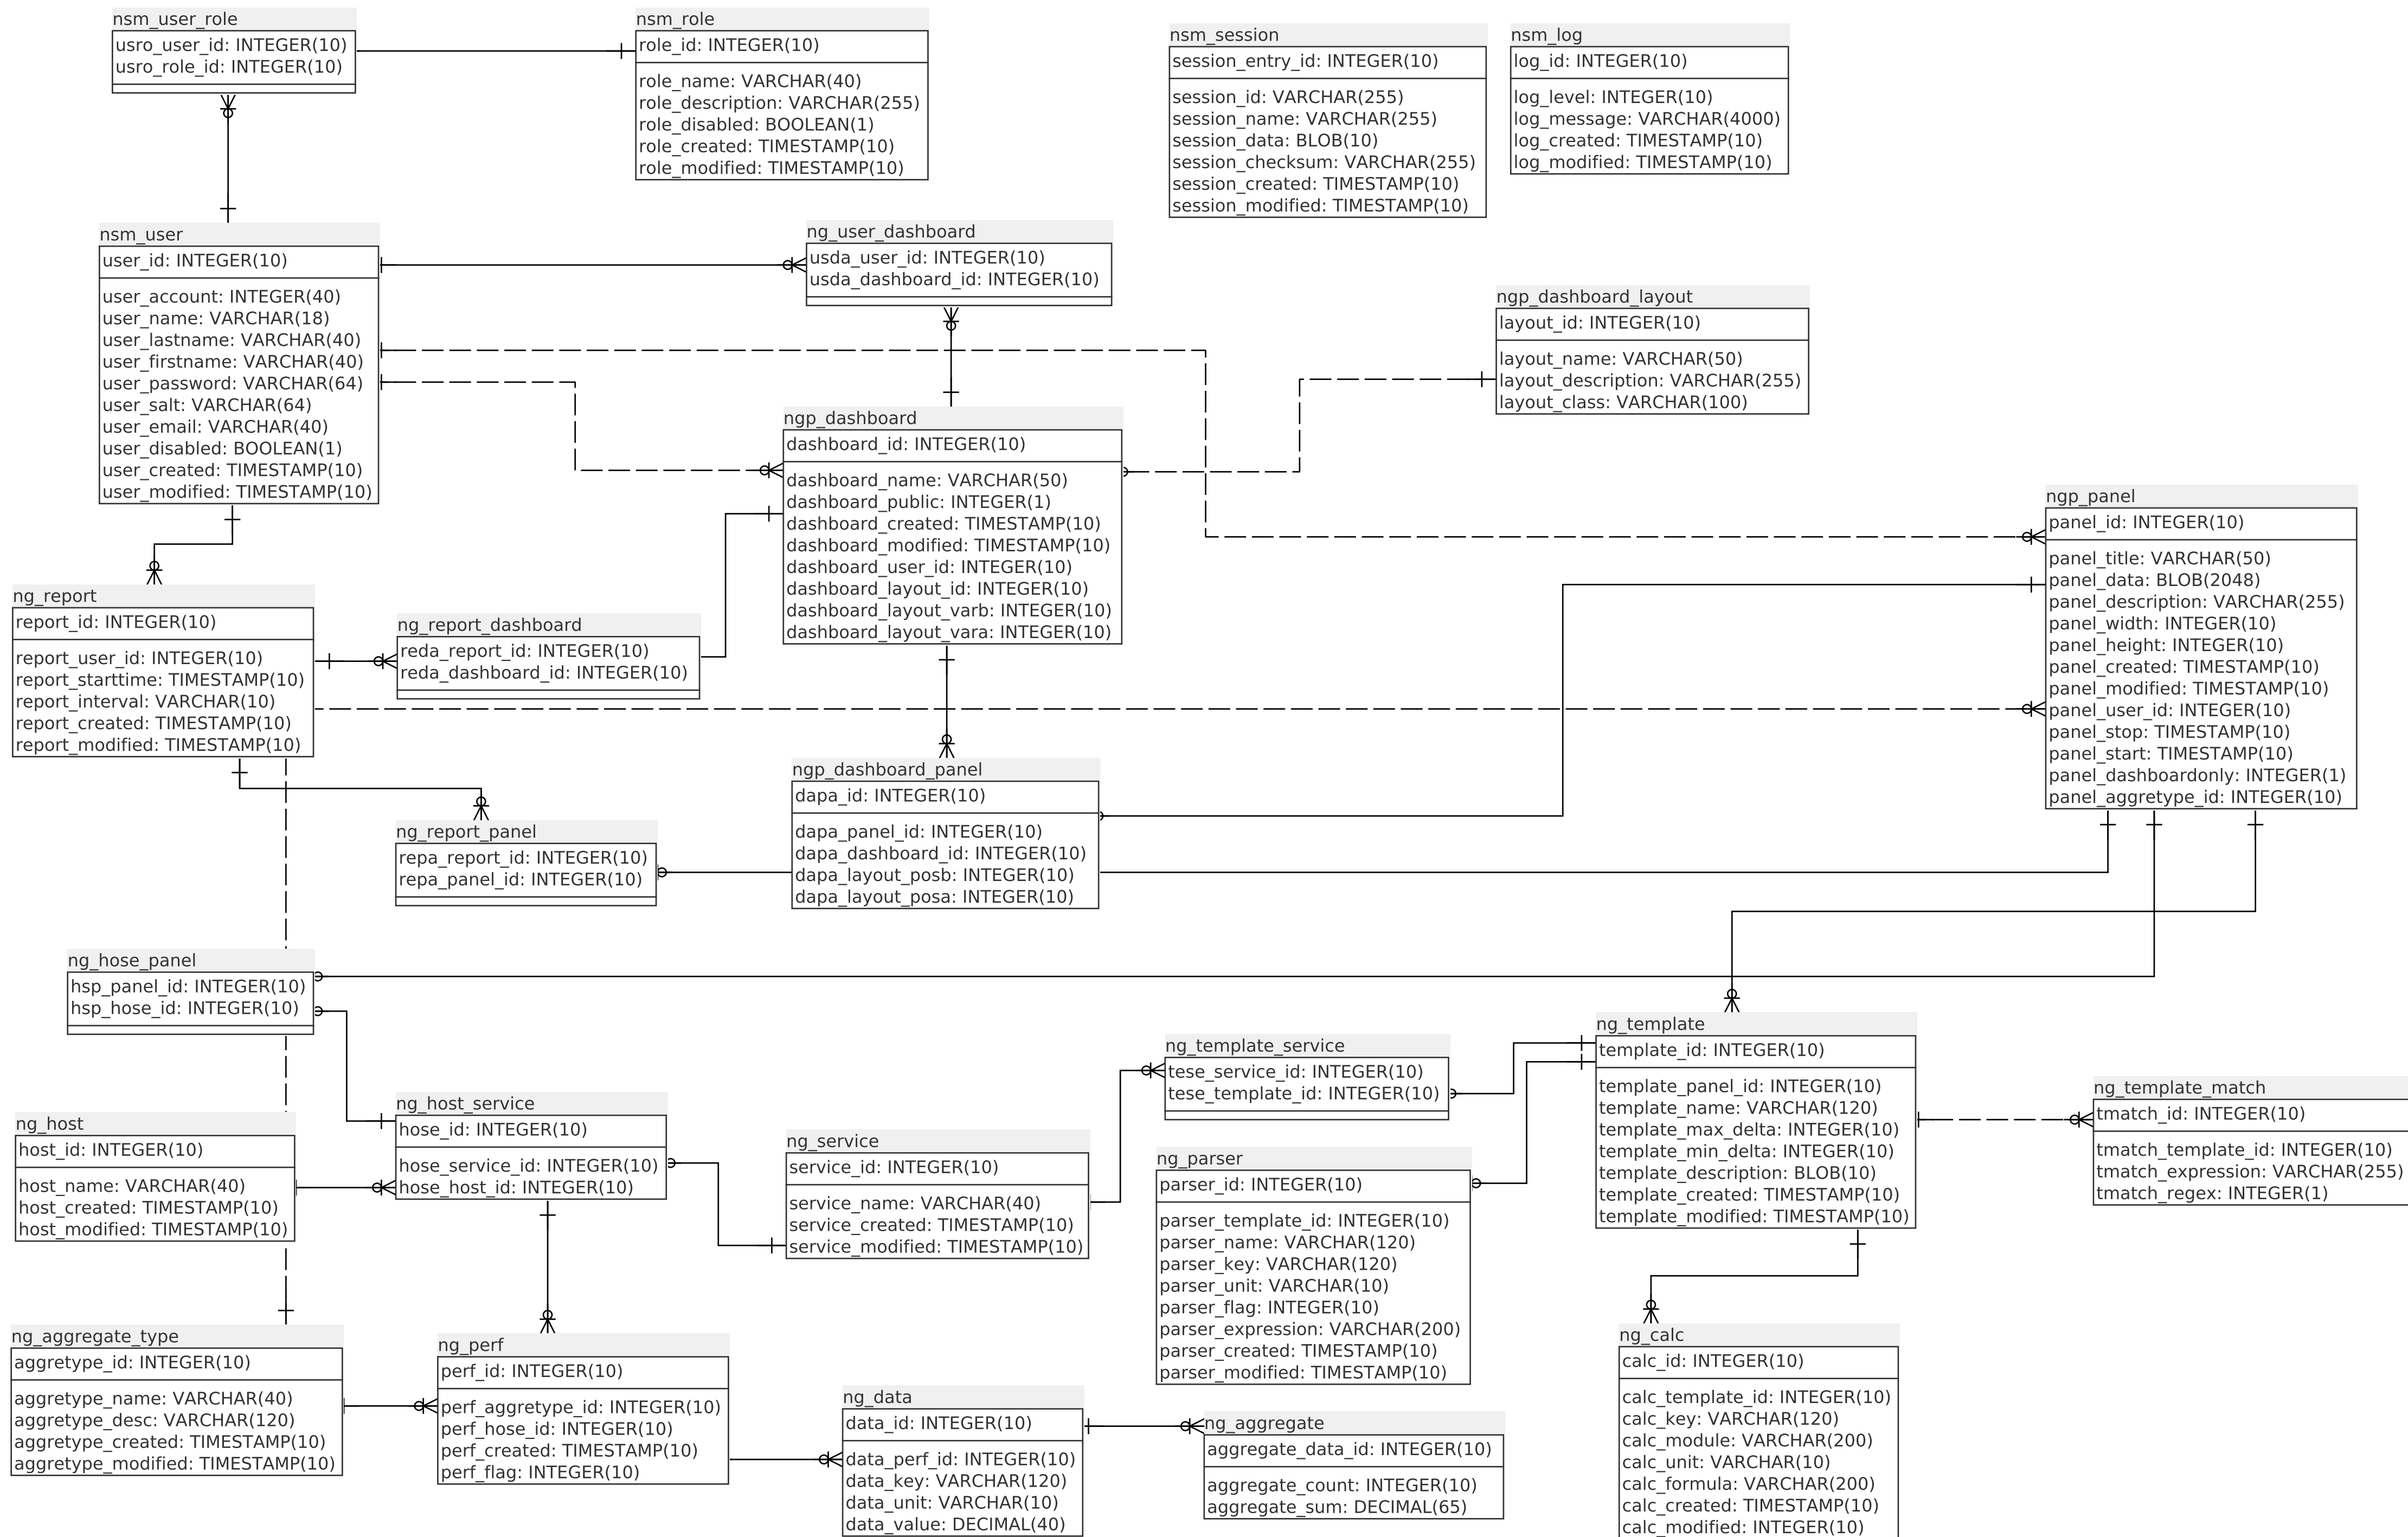 nsm_user_role
usro_user_id: INTEGER(10)
usro_role_id: INTEGER(10)
nsm_role
role_id: INTEGER(10)
role_name: VARCHAR(40)
role_description: VARCHAR(255)
role_disabled: BOOLEAN(1)
role_created: TIMESTAMP(10)
role_modified: TIMESTAMP(10)
nsm_session
session_entry_id: INTEGER(10)
session_id: VARCHAR(255)
session_name: VARCHAR(255)
session_data: BLOB(10)
session_checksum: VARCHAR(255)
session_created: TIMESTAMP(10)
session_modified: TIMESTAMP(10)
nsm_log
log_id: INTEGER(10)
log_level: INTEGER(10)
log_message: VARCHAR(4000)
log_created: TIMESTAMP(10)
log_modified: TIMESTAMP(10)
nsm_user
user_id: INTEGER(10)
user_account: INTEGER(40)
user_name: VARCHAR(18)
user_lastname: VARCHAR(40)
user_firstname: VARCHAR(40)
user_password: VARCHAR(64)
user_salt: VARCHAR(64)
user_email: VARCHAR(40)
user_disabled: BOOLEAN(1)
user_created: TIMESTAMP(10)
user_modified: TIMESTAMP(10)
ng_user_dashboard
usda_user_id: INTEGER(10)
usda_dashboard_id: INTEGER(10)
ngp_dashboard_layout
layout_id: INTEGER(10)
layout_name: VARCHAR(50)
layout_description: VARCHAR(255)
layout_class: VARCHAR(100)
ngp_dashboard
dashboard_id: INTEGER(10)
dashboard_name: VARCHAR(50)
dashboard_public: INTEGER(1)
dashboard_created: TIMESTAMP(10)
dashboard_modified: TIMESTAMP(10)
dashboard_user_id: INTEGER(10)
dashboard_layout_id: INTEGER(10)
dashboard_layout_varb: INTEGER(10)
dashboard_layout_vara: INTEGER(10)
ngp_panel
panel_id: INTEGER(10)
panel_title: VARCHAR(50)
panel_data: BLOB(2048)
panel_description: VARCHAR(255)
panel_width: INTEGER(10)
panel_height: INTEGER(10)
panel_created: TIMESTAMP(10)
panel_modified: TIMESTAMP(10)
panel_user_id: INTEGER(10)
panel_stop: TIMESTAMP(10)
panel_start: TIMESTAMP(10)
panel_dashboardonly: INTEGER(1)
panel_aggretype_id: INTEGER(10)
ng_report
report_id: INTEGER(10)
report_user_id: INTEGER(10)
report_starttime: TIMESTAMP(10)
report_interval: VARCHAR(10)
report_created: TIMESTAMP(10)
report_modified: TIMESTAMP(10)
ng_report_dashboard
reda_report_id: INTEGER(10)
reda_dashboard_id: INTEGER(10)
ngp_dashboard_panel
dapa_id: INTEGER(10)
dapa_panel_id: INTEGER(10)
dapa_dashboard_id: INTEGER(10)
dapa_layout_posb: INTEGER(10)
dapa_layout_posa: INTEGER(10)
ng_report_panel
repa_report_id: INTEGER(10)
repa_panel_id: INTEGER(10)
ng_hose_panel
hsp_panel_id: INTEGER(10)
hsp_hose_id: INTEGER(10)
ng_host
host_id: INTEGER(10)
host_name: VARCHAR(40)
host_created: TIMESTAMP(10)
host_modified: TIMESTAMP(10)
ng_host_service
hose_id: INTEGER(10)
hose_service_id: INTEGER(10)
hose_host_id: INTEGER(10)
ng_service
service_id: INTEGER(10)
service_name: VARCHAR(40)
service_created: TIMESTAMP(10)
service_modified: TIMESTAMP(10)
ng_template_service
tese_service_id: INTEGER(10)
tese_template_id: INTEGER(10)
ng_parser
parser_id: INTEGER(10)
parser_template_id: INTEGER(10)
parser_name: VARCHAR(120)
parser_key: VARCHAR(120)
parser_unit: VARCHAR(10)
parser_flag: INTEGER(10)
parser_expression: VARCHAR(200)
parser_created: TIMESTAMP(10)
parser_modified: TIMESTAMP(10)
ng_template
template_id: INTEGER(10)
template_panel_id: INTEGER(10)
template_name: VARCHAR(120)
template_max_delta: INTEGER(10)
template_min_delta: INTEGER(10)
template_description: BLOB(10)
template_created: TIMESTAMP(10)
template_modified: TIMESTAMP(10)
ng_template_match
tmatch_id: INTEGER(10)
tmatch_template_id: INTEGER(10)
tmatch_expression: VARCHAR(255)
tmatch_regex: INTEGER(1)
ng_aggregate_type
aggretype_id: INTEGER(10)
aggretype_name: VARCHAR(40)
aggretype_desc: VARCHAR(120)
aggretype_created: TIMESTAMP(10)
aggretype_modified: TIMESTAMP(10)
ng_perf
perf_id: INTEGER(10)
perf_aggretype_id: INTEGER(10)
perf_hose_id: INTEGER(10)
perf_created: TIMESTAMP(10)
perf_flag: INTEGER(10)
ng_data
data_id: INTEGER(10)
data_perf_id: INTEGER(10)
data_key: VARCHAR(120)
data_unit: VARCHAR(10)
data_value: DECIMAL(40)
ng_aggregate
aggregate_data_id: INTEGER(10)
aggregate_count: INTEGER(10)
aggregate_sum: DECIMAL(65)
ng_calc
calc_id: INTEGER(10)
calc_template_id: INTEGER(10)
calc_key: VARCHAR(120)
calc_module: VARCHAR(200)
calc_unit: VARCHAR(10)
calc_formula: VARCHAR(200)
calc_created: TIMESTAMP(10)
calc_modified: INTEGER(10)